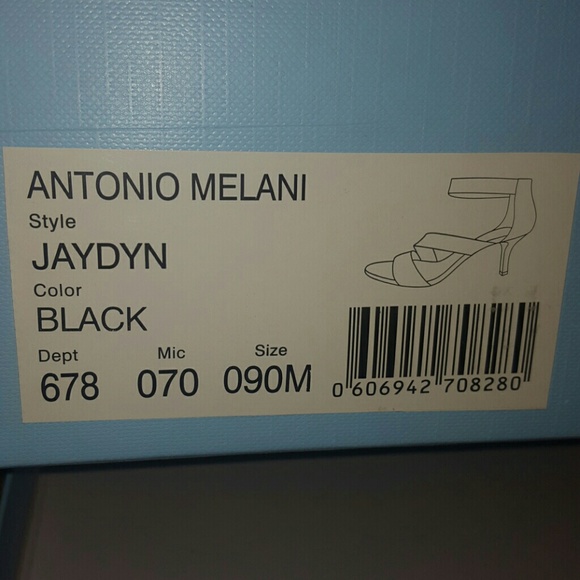 ANTONIO MELANI
Style
JAYDYN
Color
BLACK
Dept Mic Size
678 070 090M
0 606942 708280